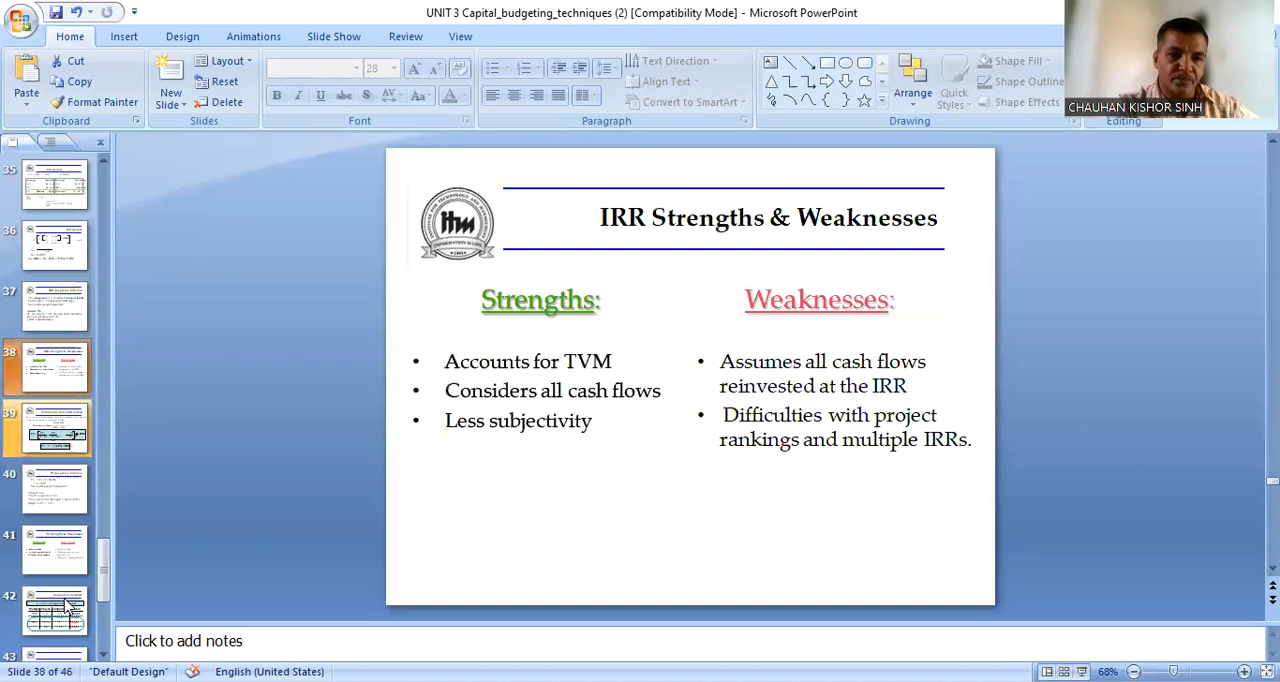 UNIT 3 Capital_budgeting_techniques (2) [Compatibility Mode] - Microsoft PowerPoint
Home Insert Design Animations Slide Show Review View
Paste
Cut
Copy
Format Painter
Clipboard
New
Slide
Layout
Reset
Delete
Slides
28
B I U abc S AV Aa A
Font
Text Direction
Align Text
Convert to SmartArt
Paragraph
Arrange
Quick
Styles
Shape Fill
Shape Outline
Shape Effects
Drawing
Editing
CHAUHAN KISHOR SINH
35
36
37
38
39
40
41
42
43
itm
IRR Strengths & Weaknesses
Strengths:
• Accounts for TVM
• Considers all cash flows
• Less subjectivity
Weaknesses:
• Assumes all cash flows
reinvested at the IRR
• Difficulties with project
rankings and multiple IRRs.
Click to add notes
Slide 38 of 46 "Default Design" English (United States) 68%